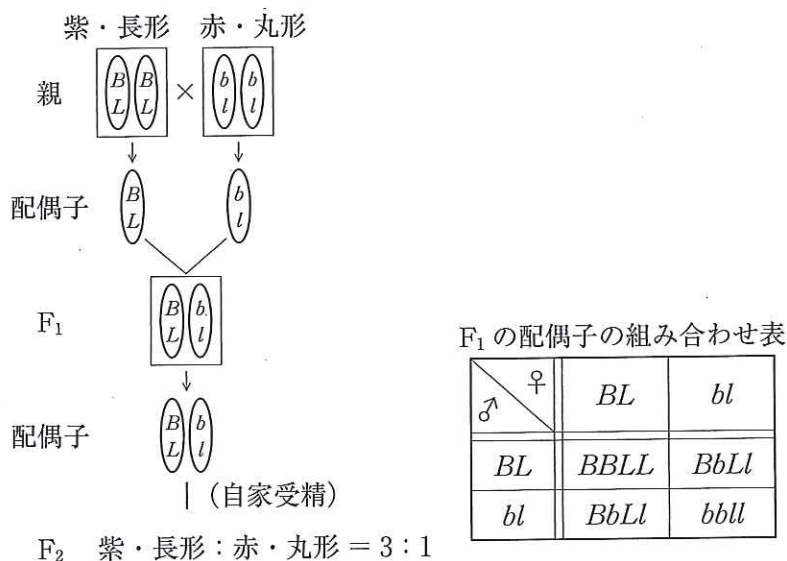 紫・長形 赤・丸形
親 B L B L × b l b l
配偶子 B L b l
F₁ B L b l
配偶子 B L b l
(自家受精)
F₂ 紫・長形:赤・丸形=3:1
F₁の配偶子の組み合わせ表
♂ ♀ BL bl
BL BBLL BbLl
bl BbLl bbll